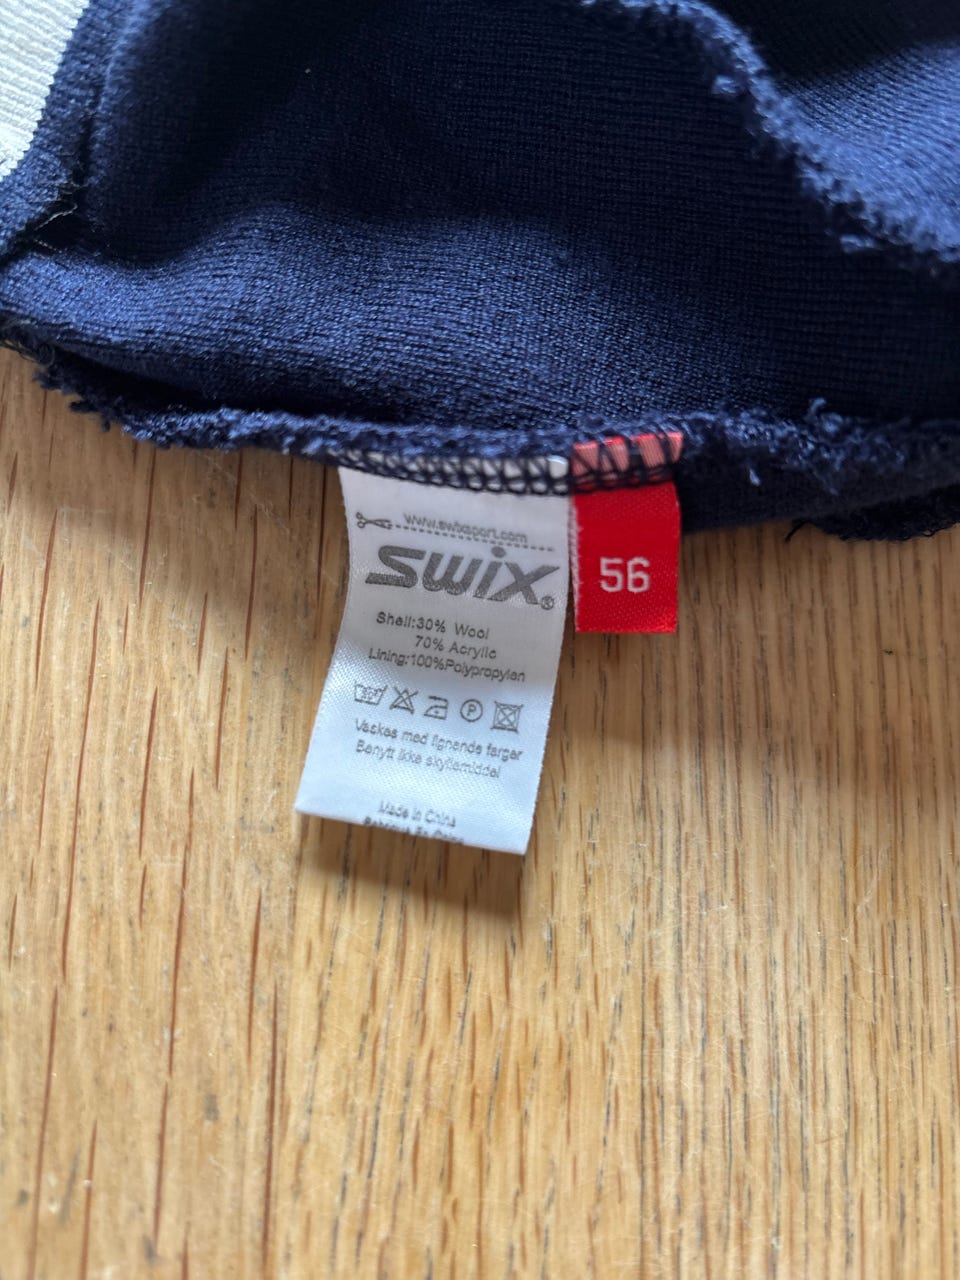 www.swixsport.com
Swix®
56
Shell:30% Wool
70% Acrylic
Lining:100%Polypropylen
P
Vaskes med lignende farger
Benytt ikke skyllemiddel
Made in China